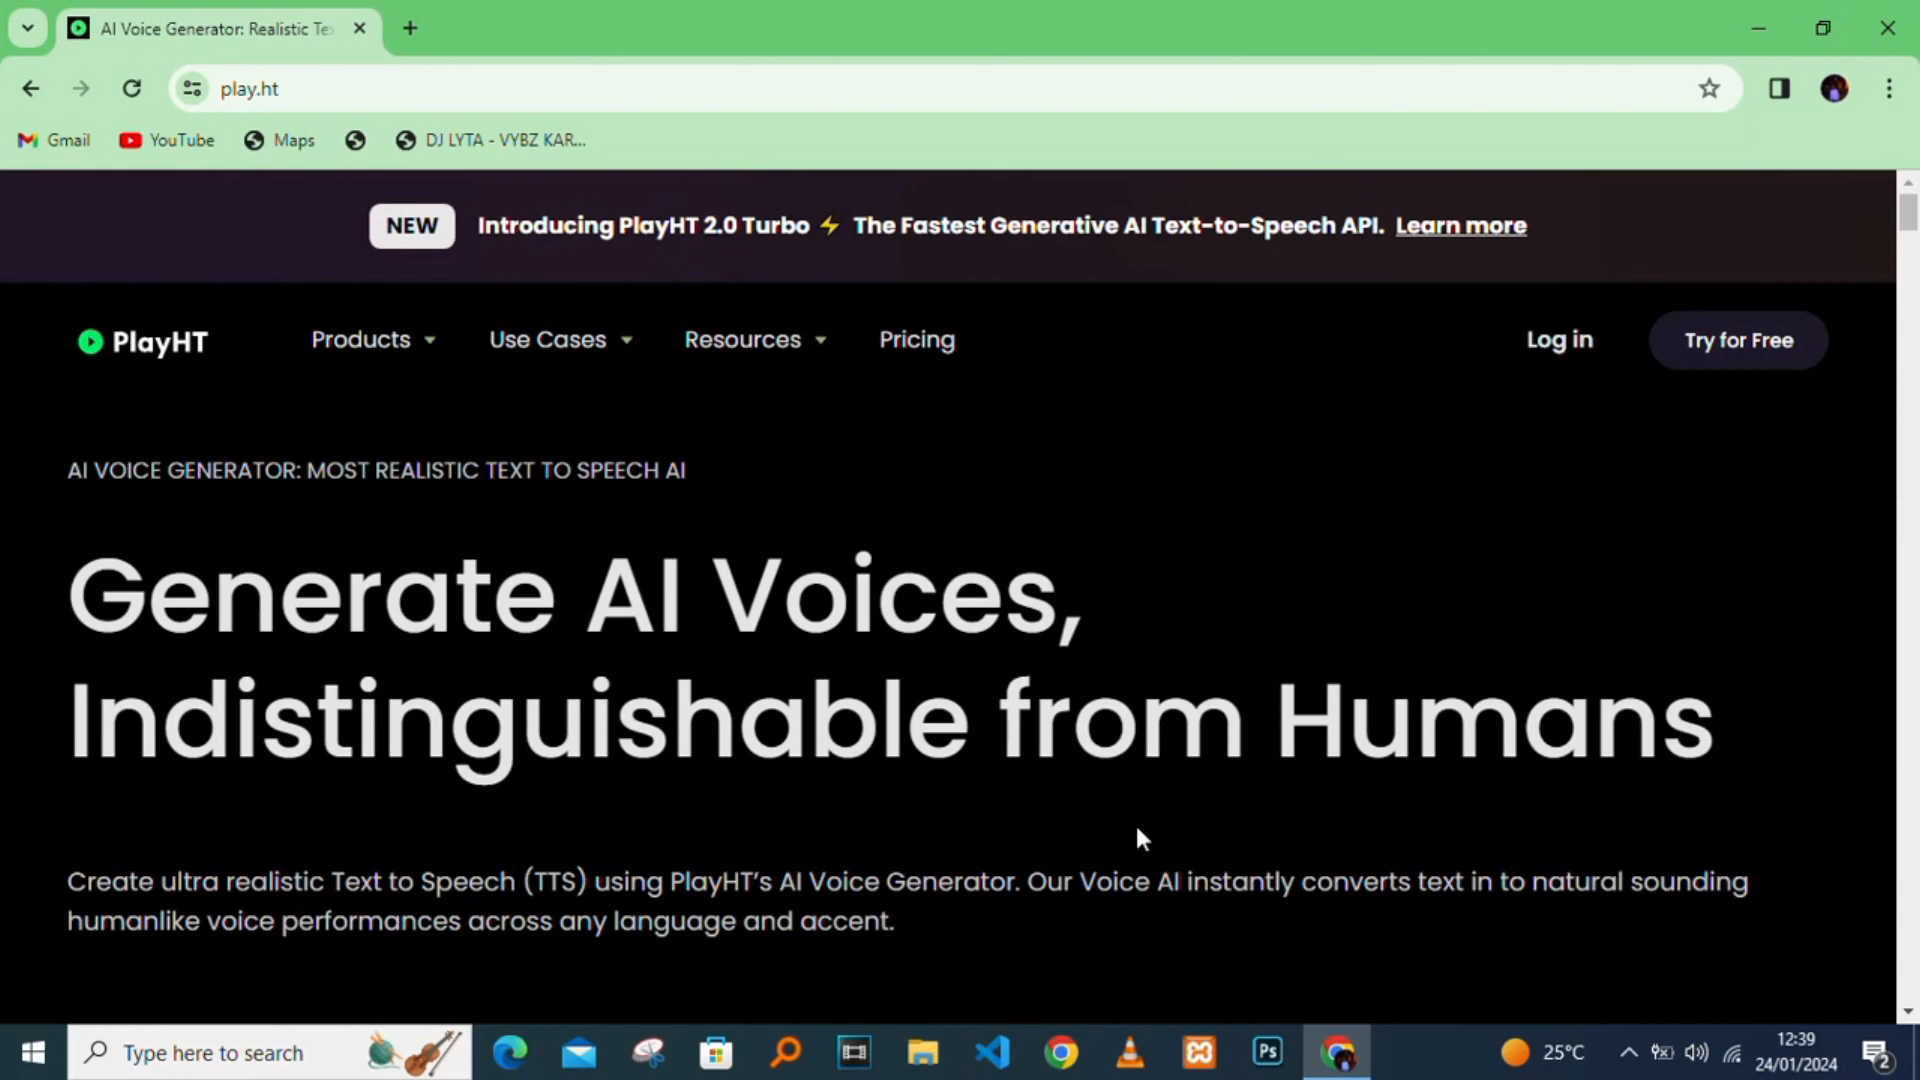 AI Voice Generator: Realistic Te
play.ht
Gmail
YouTube
Maps
DJ LYTA - VYBZ KAR...
NEW Introducing PlayHT 2.0 Turbo ⚡ The Fastest Generative AI Text-to-Speech API. Learn more
PlayHT Products Use Cases Resources Pricing Log in Try for Free
AI VOICE GENERATOR: MOST REALISTIC TEXT TO SPEECH AI
Generate AI Voices,
Indistinguishable from Humans
Create ultra realistic Text to Speech (TTS) using PlayHT's AI Voice Generator. Our Voice AI instantly converts text in to natural sounding
humanlike voice performances across any language and accent.
Type here to search
Ps
25°C
12:39
24/01/2024
2